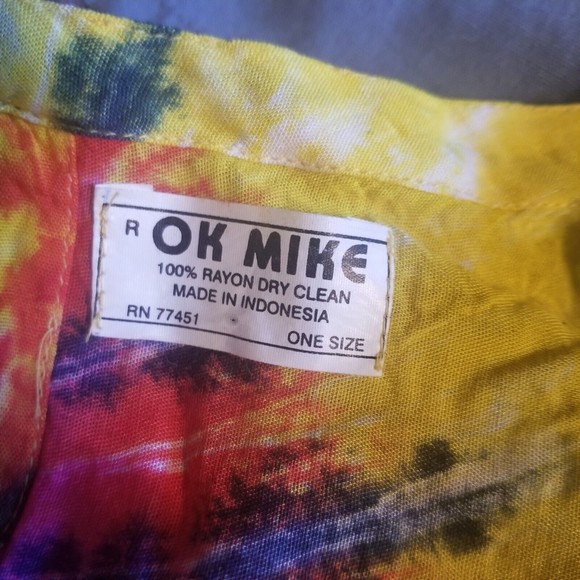 R OK MIKE
100% RAYON DRY CLEAN
MADE IN INDONESIA
RN 77451
ONE SIZE